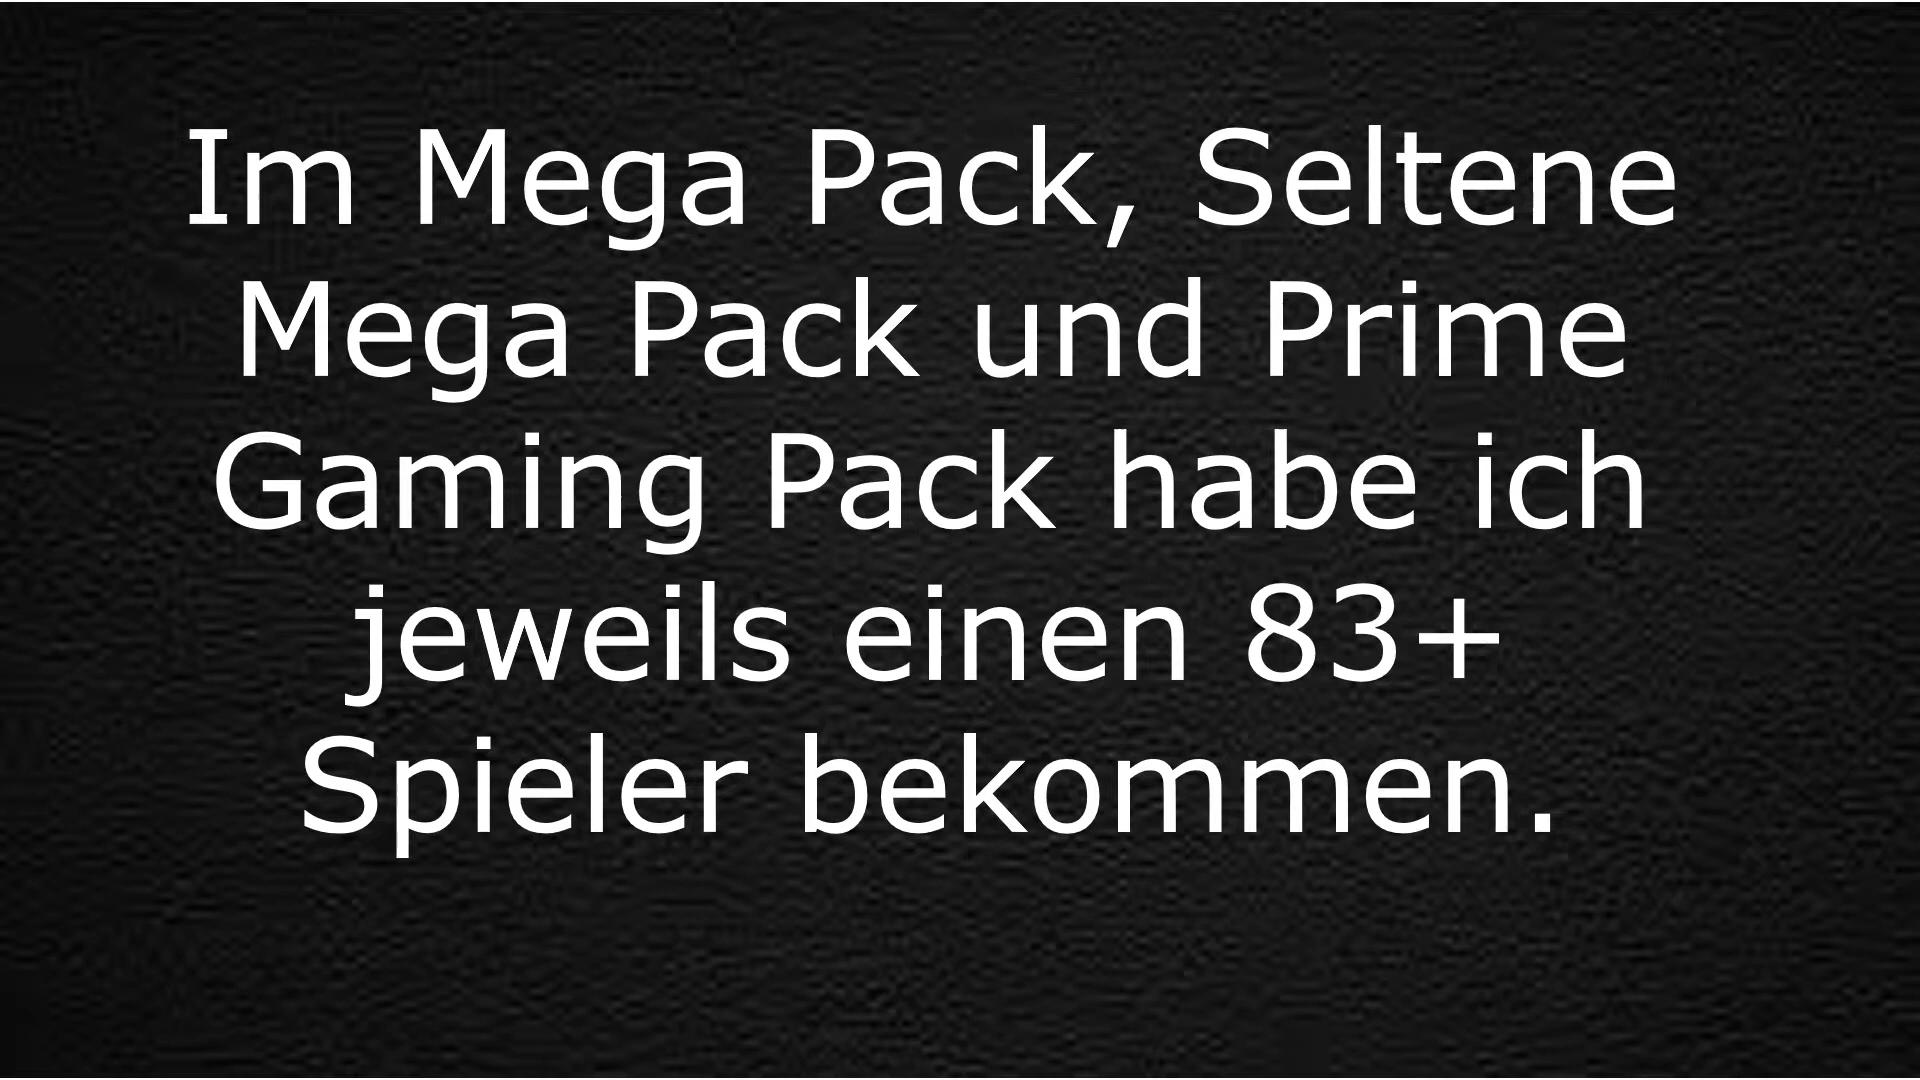 Im Mega Pack, Seltene
Mega Pack und Prime
Gaming Pack habe ich
jeweils einen 83+
Spieler bekommen.